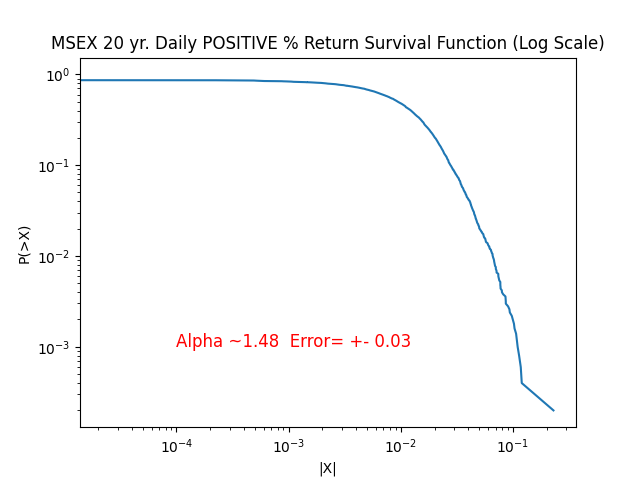 MSEX 20 yr. Daily POSITIVE % Return Survival Function (Log Scale)
10⁰
10⁻¹
10⁻²
10⁻³
P(>X)
Alpha ~1.48  Error= +- 0.03
10⁻⁴
10⁻³
10⁻²
10⁻¹
|X|